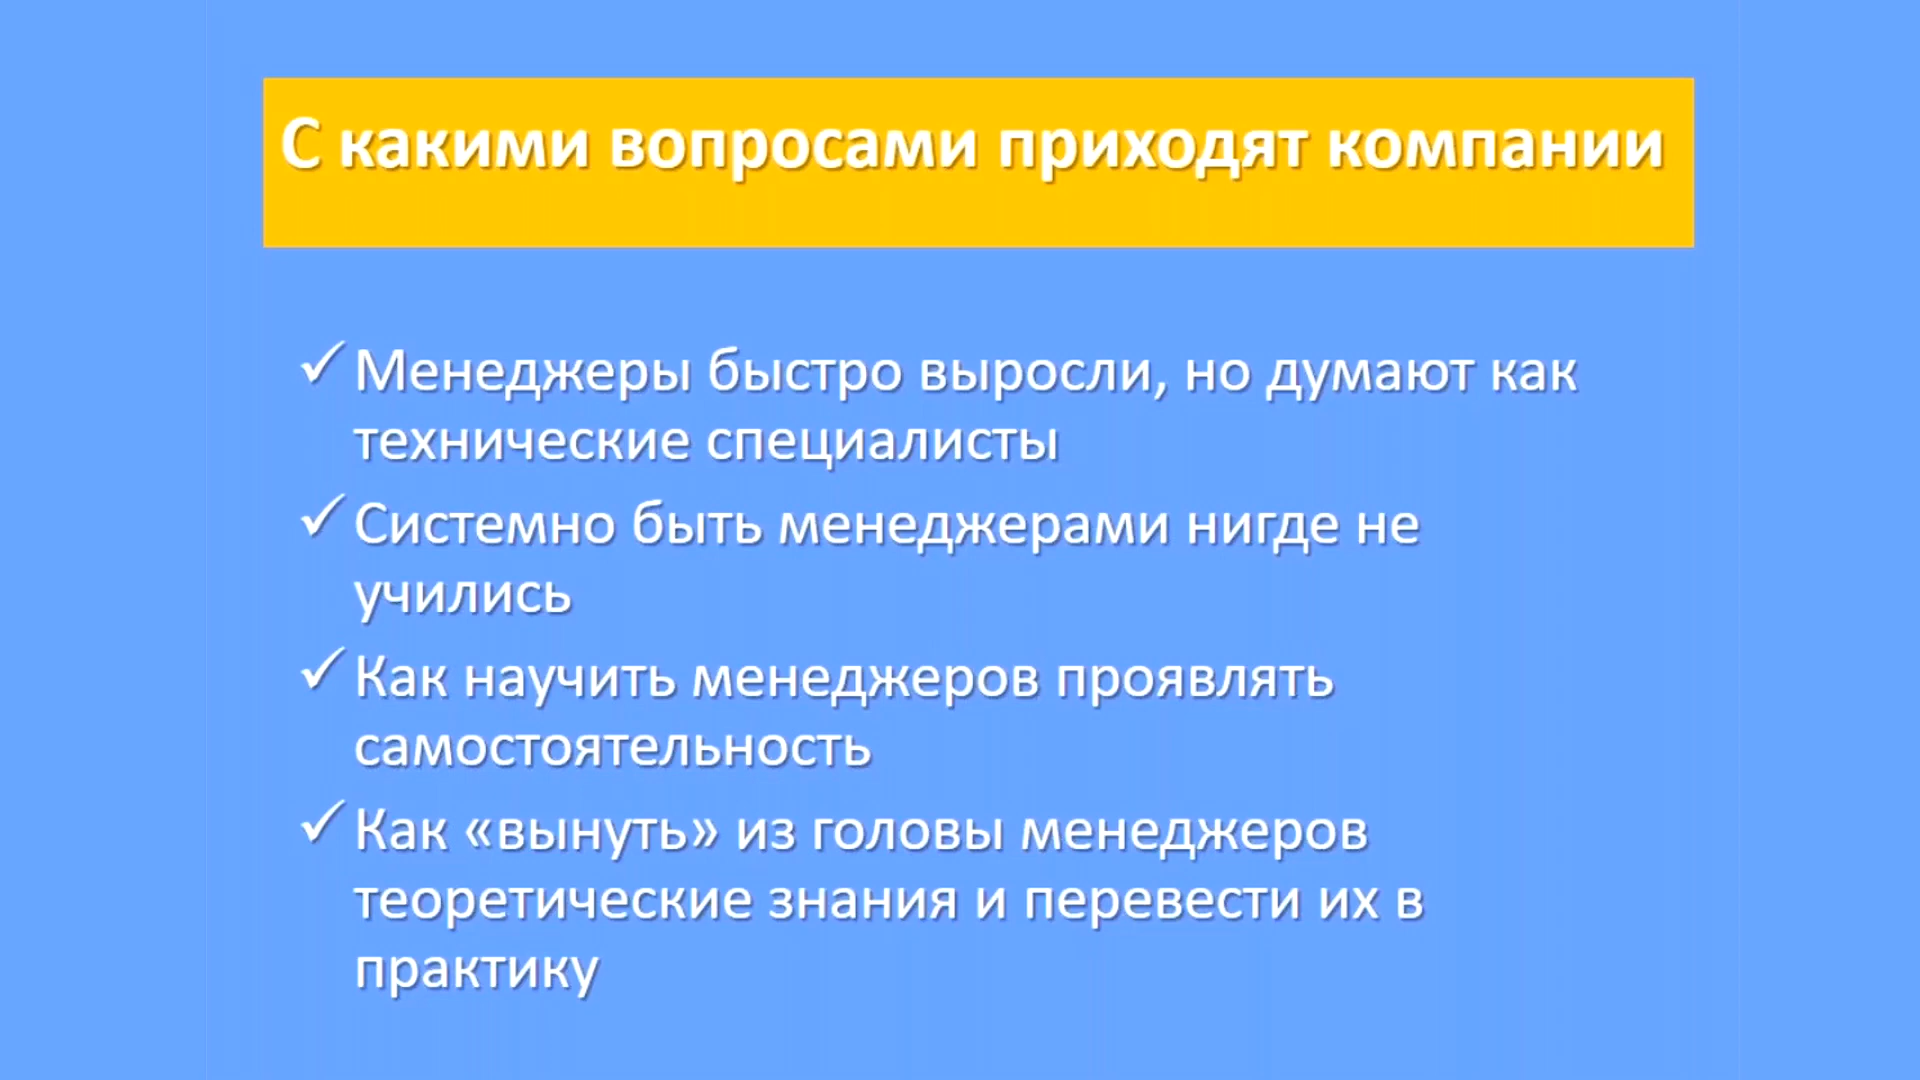 С какими вопросами приходят компании
✓ Менеджеры быстро выросли, но думают как
технические специалисты
✓ Системно быть менеджерами нигде не
учились
✓ Как научить менеджеров проявлять
самостоятельность
✓ Как «вынуть» из головы менеджеров
теоретические знания и перевести их в
практику